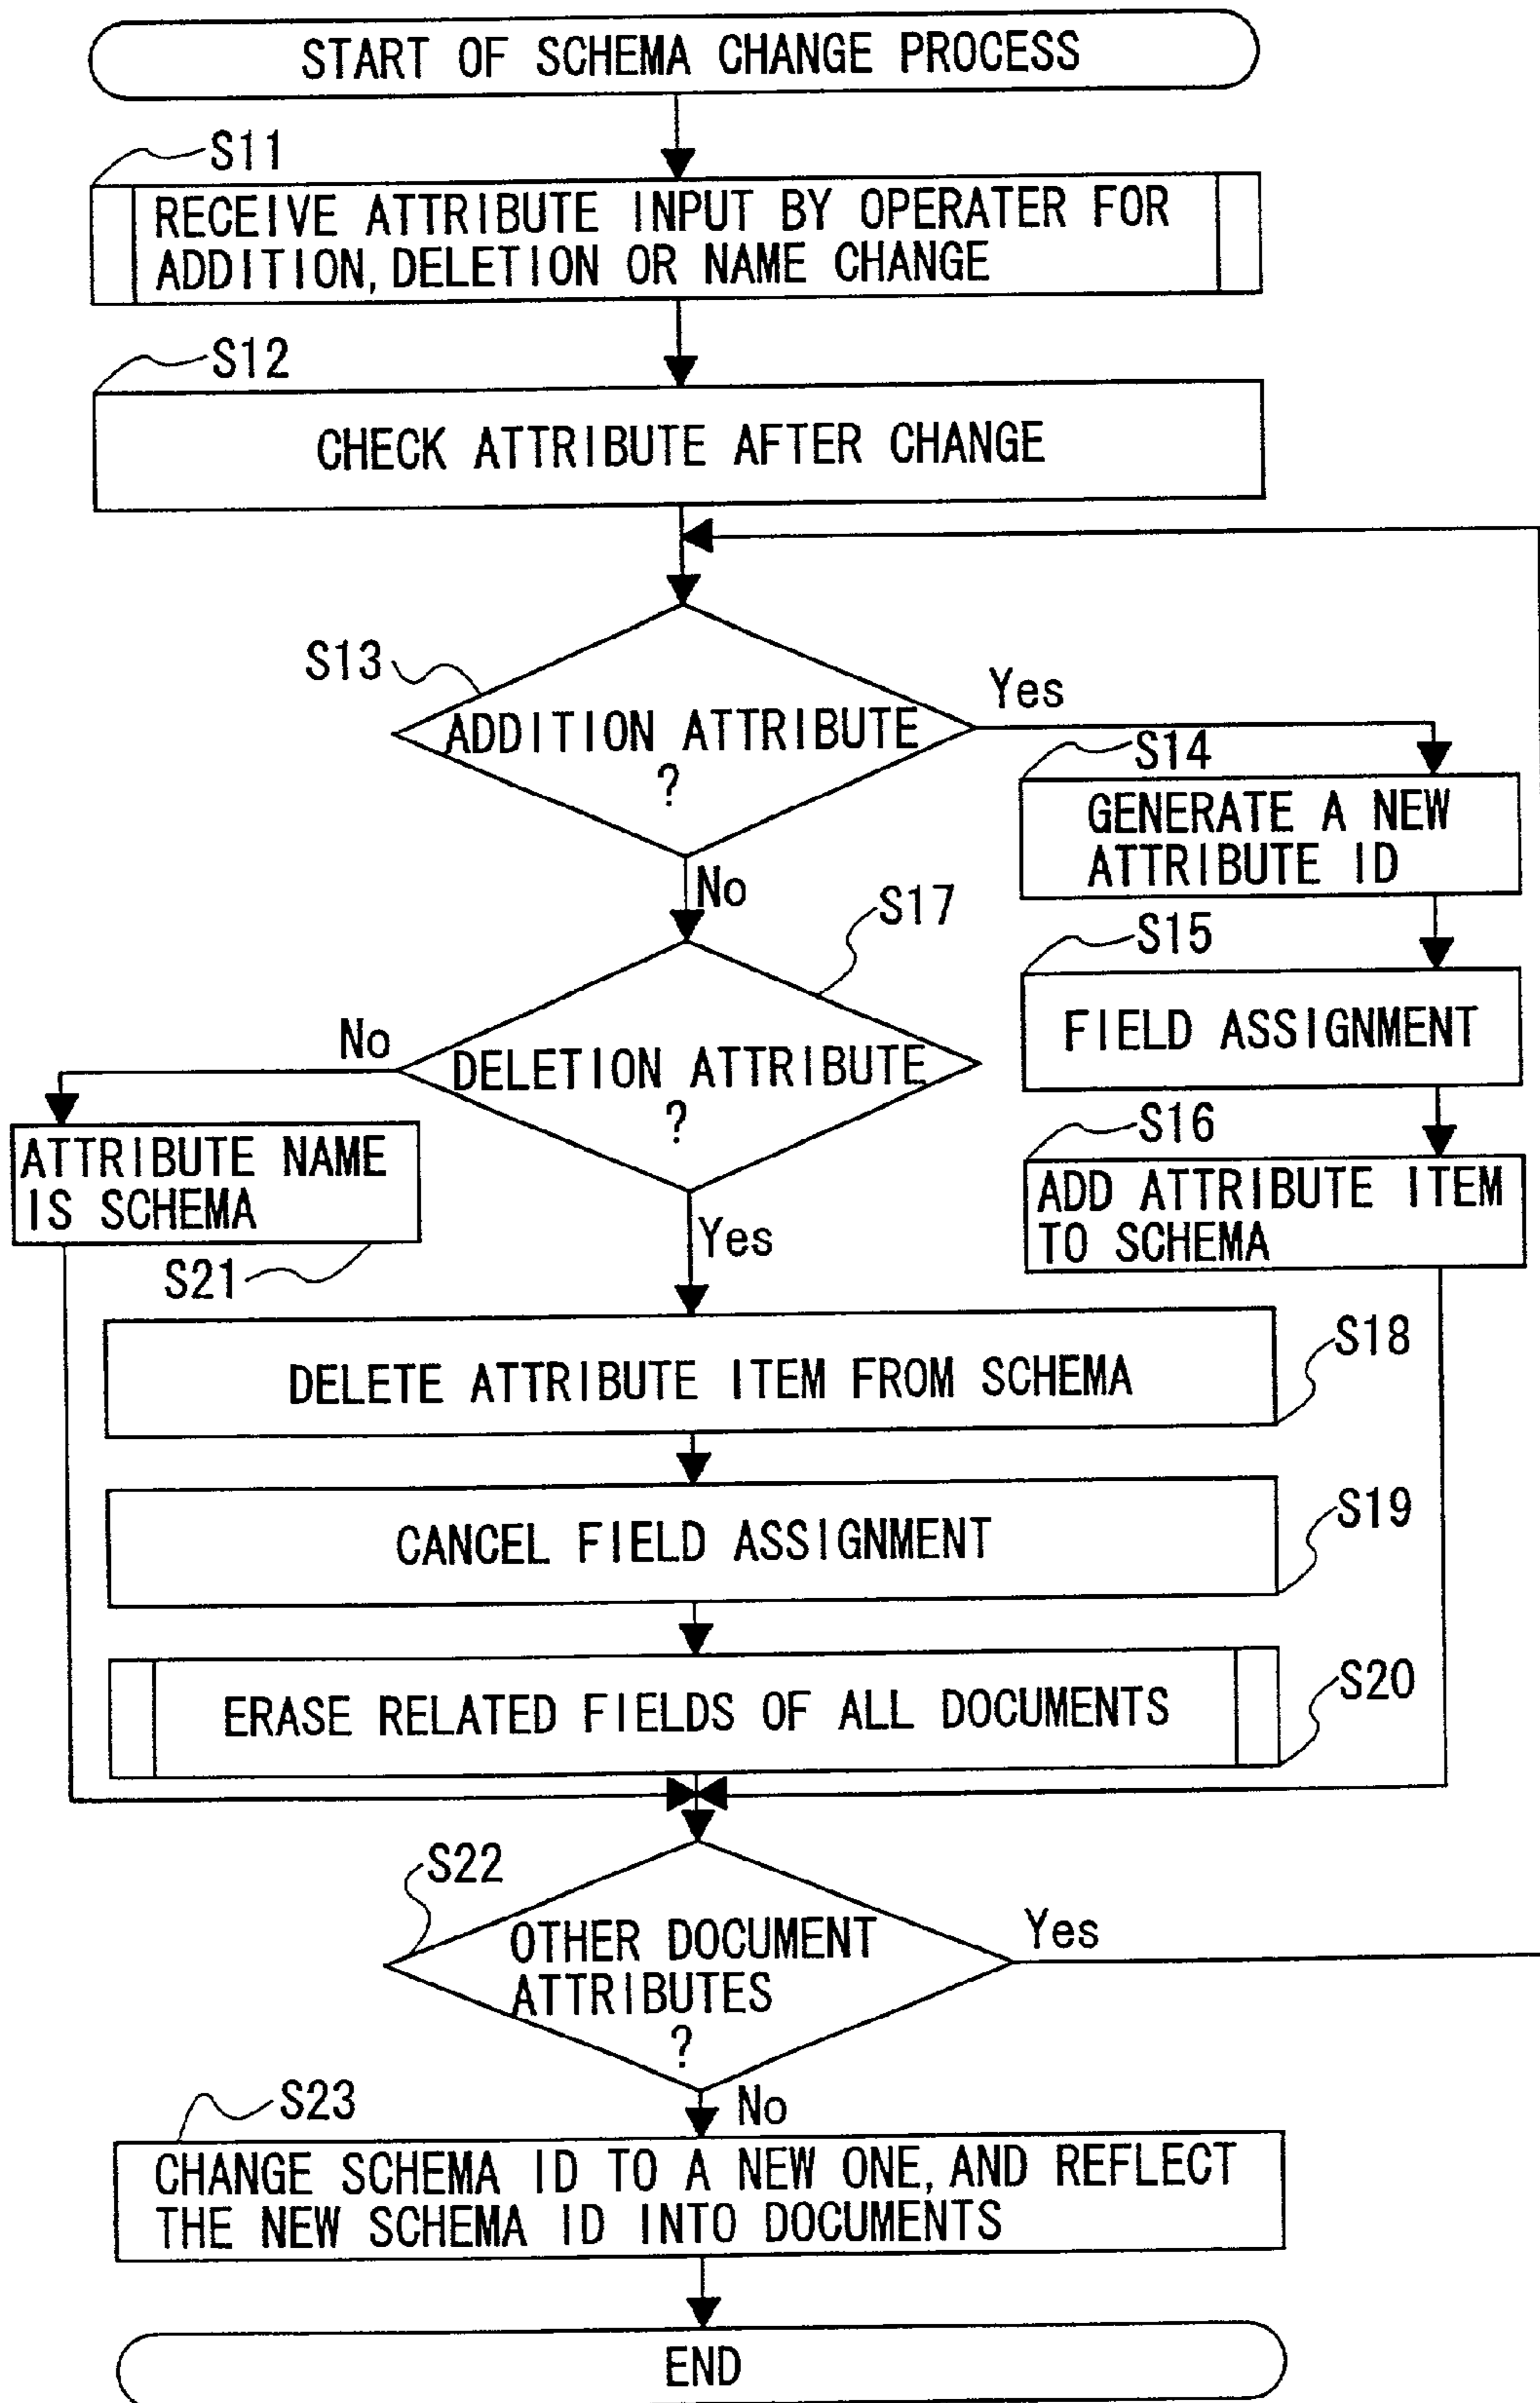 START OF SCHEMA CHANGE PROCESS
S11
RECEIVE ATTRIBUTE INPUT BY OPERATER FOR
ADDITION, DELETION OR NAME CHANGE
S12
CHECK ATTRIBUTE AFTER CHANGE
S13
ADDITION ATTRIBUTE
?
Yes
S14
GENERATE A NEW
ATTRIBUTE ID
No
S17
S15
FIELD ASSIGNMENT
No
DELETION ATTRIBUTE
?
S16
ADD ATTRIBUTE ITEM
TO SCHEMA
ATTRIBUTE NAME
IS SCHEMA
S21
Yes
S18
DELETE ATTRIBUTE ITEM FROM SCHEMA
S19
CANCEL FIELD ASSIGNMENT
S20
ERASE RELATED FIELDS OF ALL DOCUMENTS
S22
OTHER DOCUMENT
ATTRIBUTES
?
Yes
No
S23
CHANGE SCHEMA ID TO A NEW ONE, AND REFLECT
THE NEW SCHEMA ID INTO DOCUMENTS
END